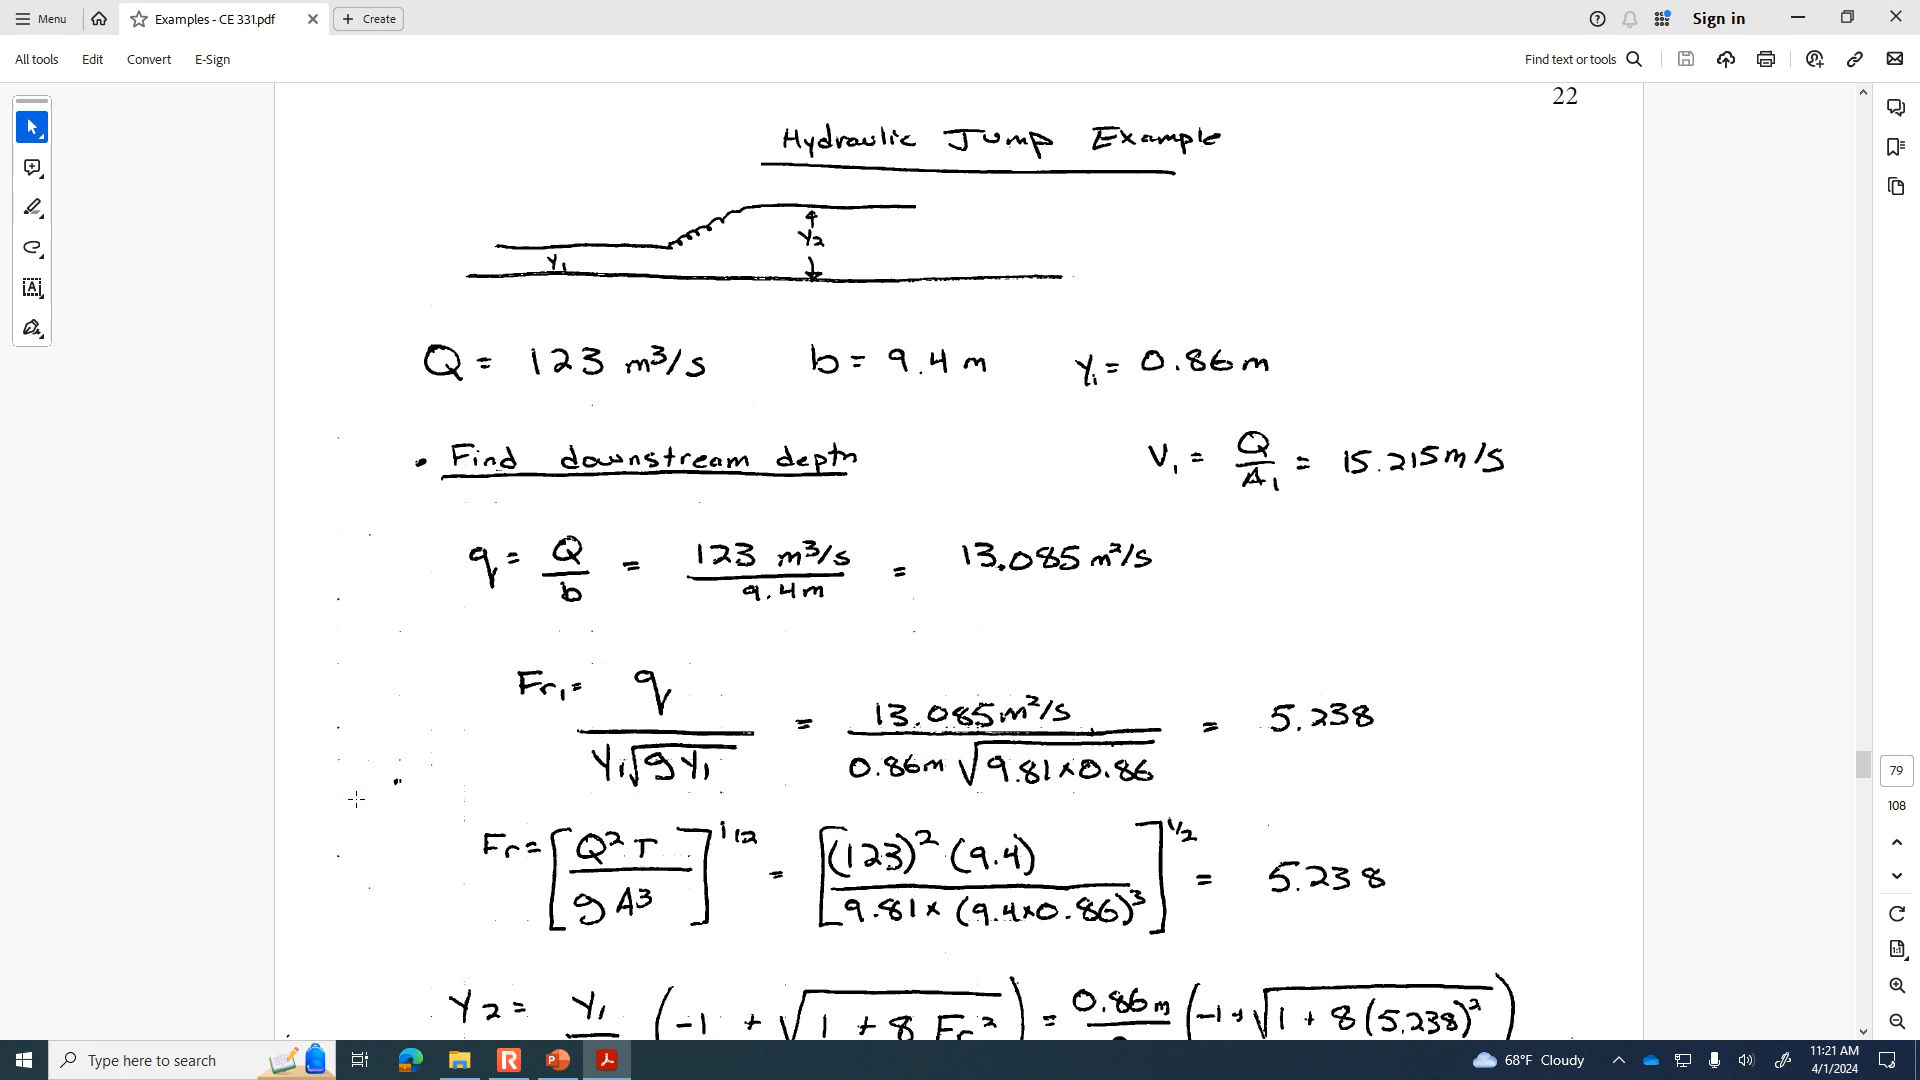 Menu
Examples - CE 331.pdf
Create
Sign in
All tools Edit Convert E-Sign
Find text or tools
22
Hydraulic Jump Example
Y2
Y1
Q = 123 m³/s b = 9.4 m Y1 = 0.86 m
• Find downstream depth
V1 = Q/A1 = 15.215 m/s
q = Q/b = 123 m³/s / 9.4 m = 13.085 m²/s
Fr1 = q / Y1√gY1 = 13.085 m²/s / 0.86m √9.81×0.86 = 5.238
Fr = [Q²T / gA³]^1/2 = [(123)² (9.4) / 9.81 × (9.4×0.86)³]^1/2 = 5.238
Y2 = Y1 (-1 + √1 + 8 Fr²) = 0.86 m (-1 + √1 + 8 (5.238)²)
79
108
Type here to search
68°F Cloudy
11:21 AM
4/1/2024